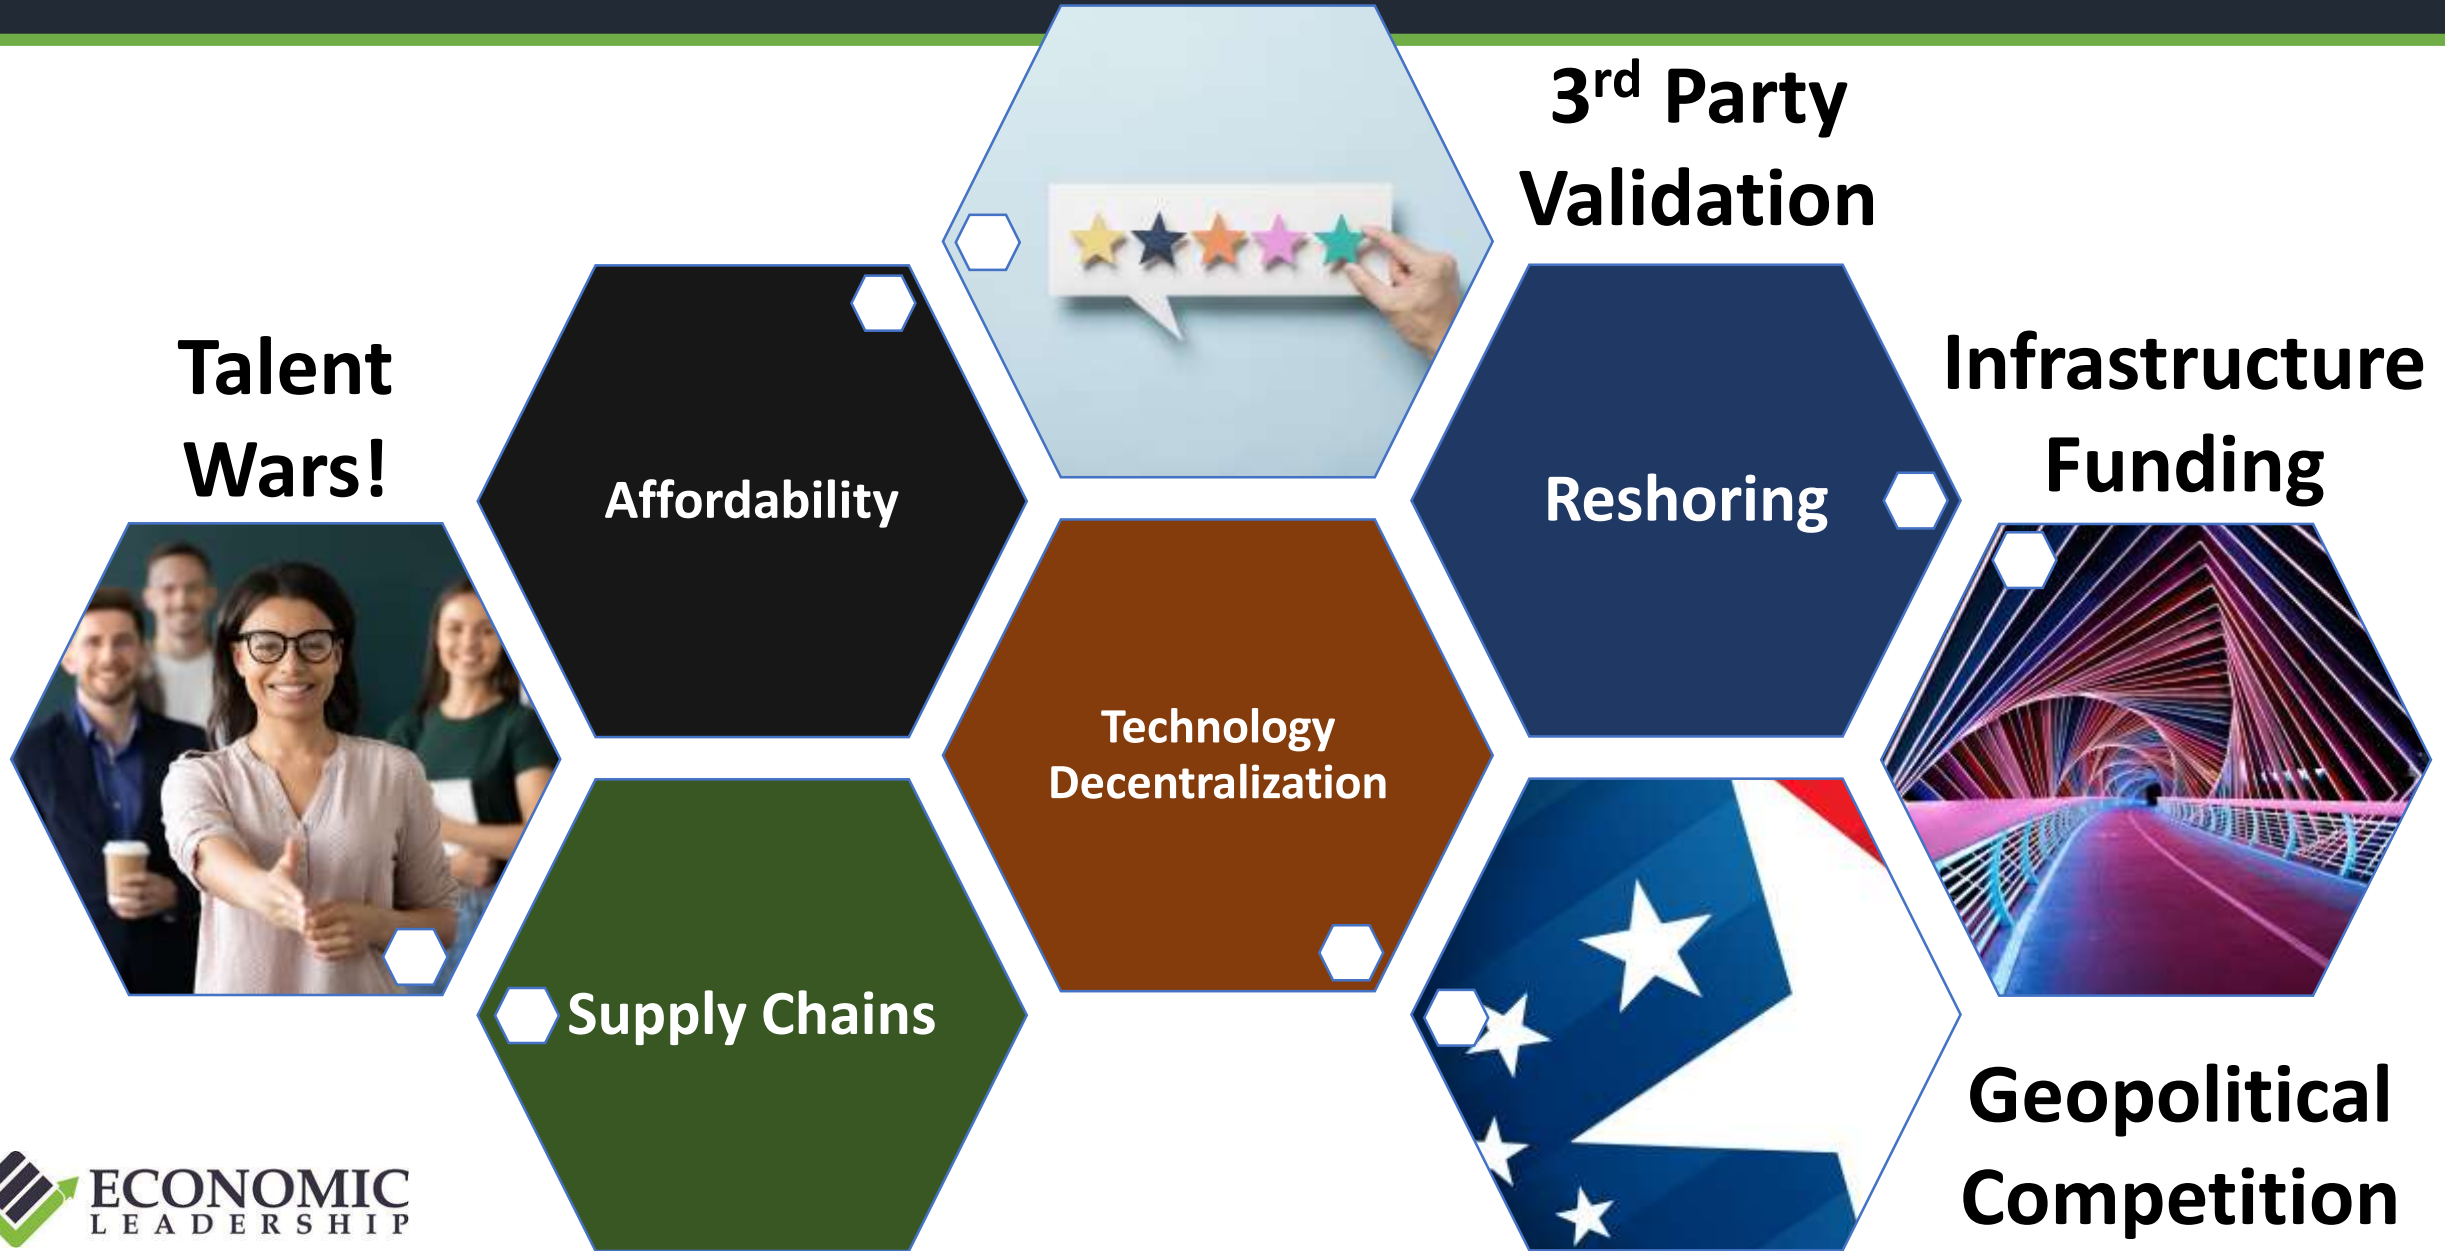 3rd Party
Validation
Talent
Wars!
Affordability
Reshoring
Infrastructure
Funding
Technology
Decentralization
Supply Chains
Geopolitical
Competition
ECONOMIC
LEADERSHIP